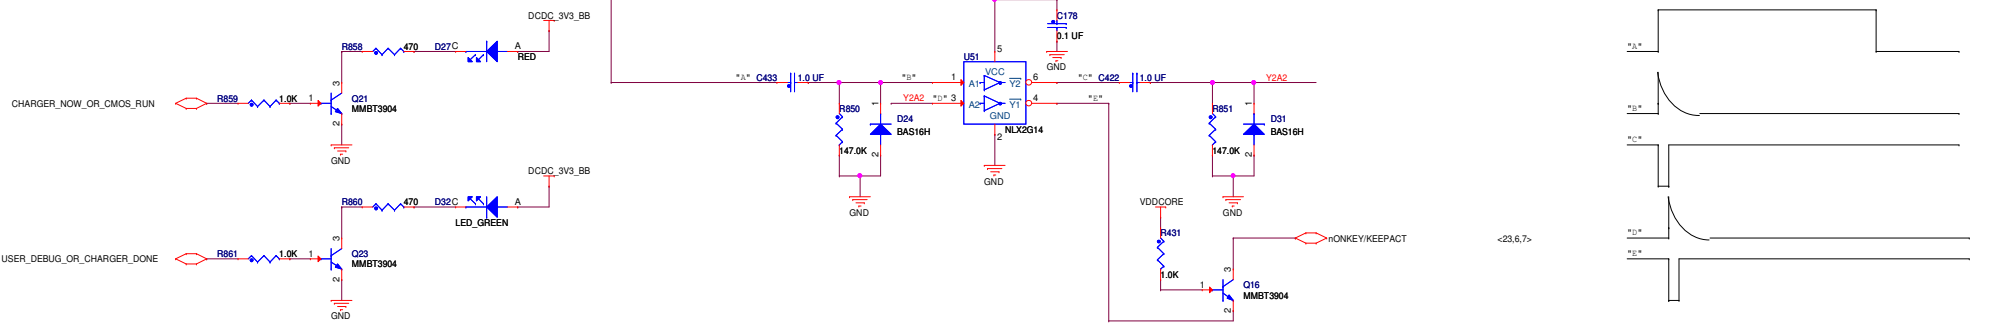 DCDC_3V3_BB
R858 470 D27 C A
RED
3
CHARGER_NOW_OR_CMOS_RUN R859 1.0K 1 Q21
MMBT3904
2
GND
DCDC_3V3_BB
R860 470 D32 C A
LED_GREEN
3
USER_DEBUG_OR_CHARGER_DONE R861 1.0K 1 Q23
MMBT3904
2
GND
C178
0.1 UF
GND
U51 5
VCC
"A" C433 1.0 UF "B" 1 A1 Y2 6 "C" C422 1.0 UF Y2A2
Y2A2 "D" 3 A2 Y1 4 "E"
GND
NLX2G14
2
GND
R850
147.0K
1
D24
BAS16H
2
GND
R851
147.0K
1
D31
BAS16H
2
GND
VDDCORE
R431
1.0K
nONKEY/KEEPACT <23,6,7>
3
1 Q16
MMBT3904
2
"A"
"B"
"C"
"D"
"E"